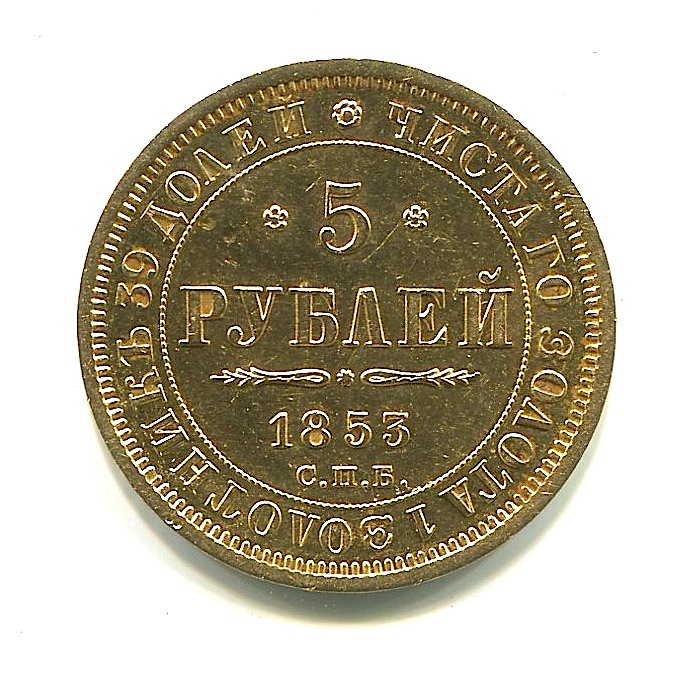 ЧИСТАГО ЗОЛОТА 1 ЗОЛОТНИКЪ 39 ДОЛЕЙ
5
РУБЛЕЙ
1853
С.П.Б.